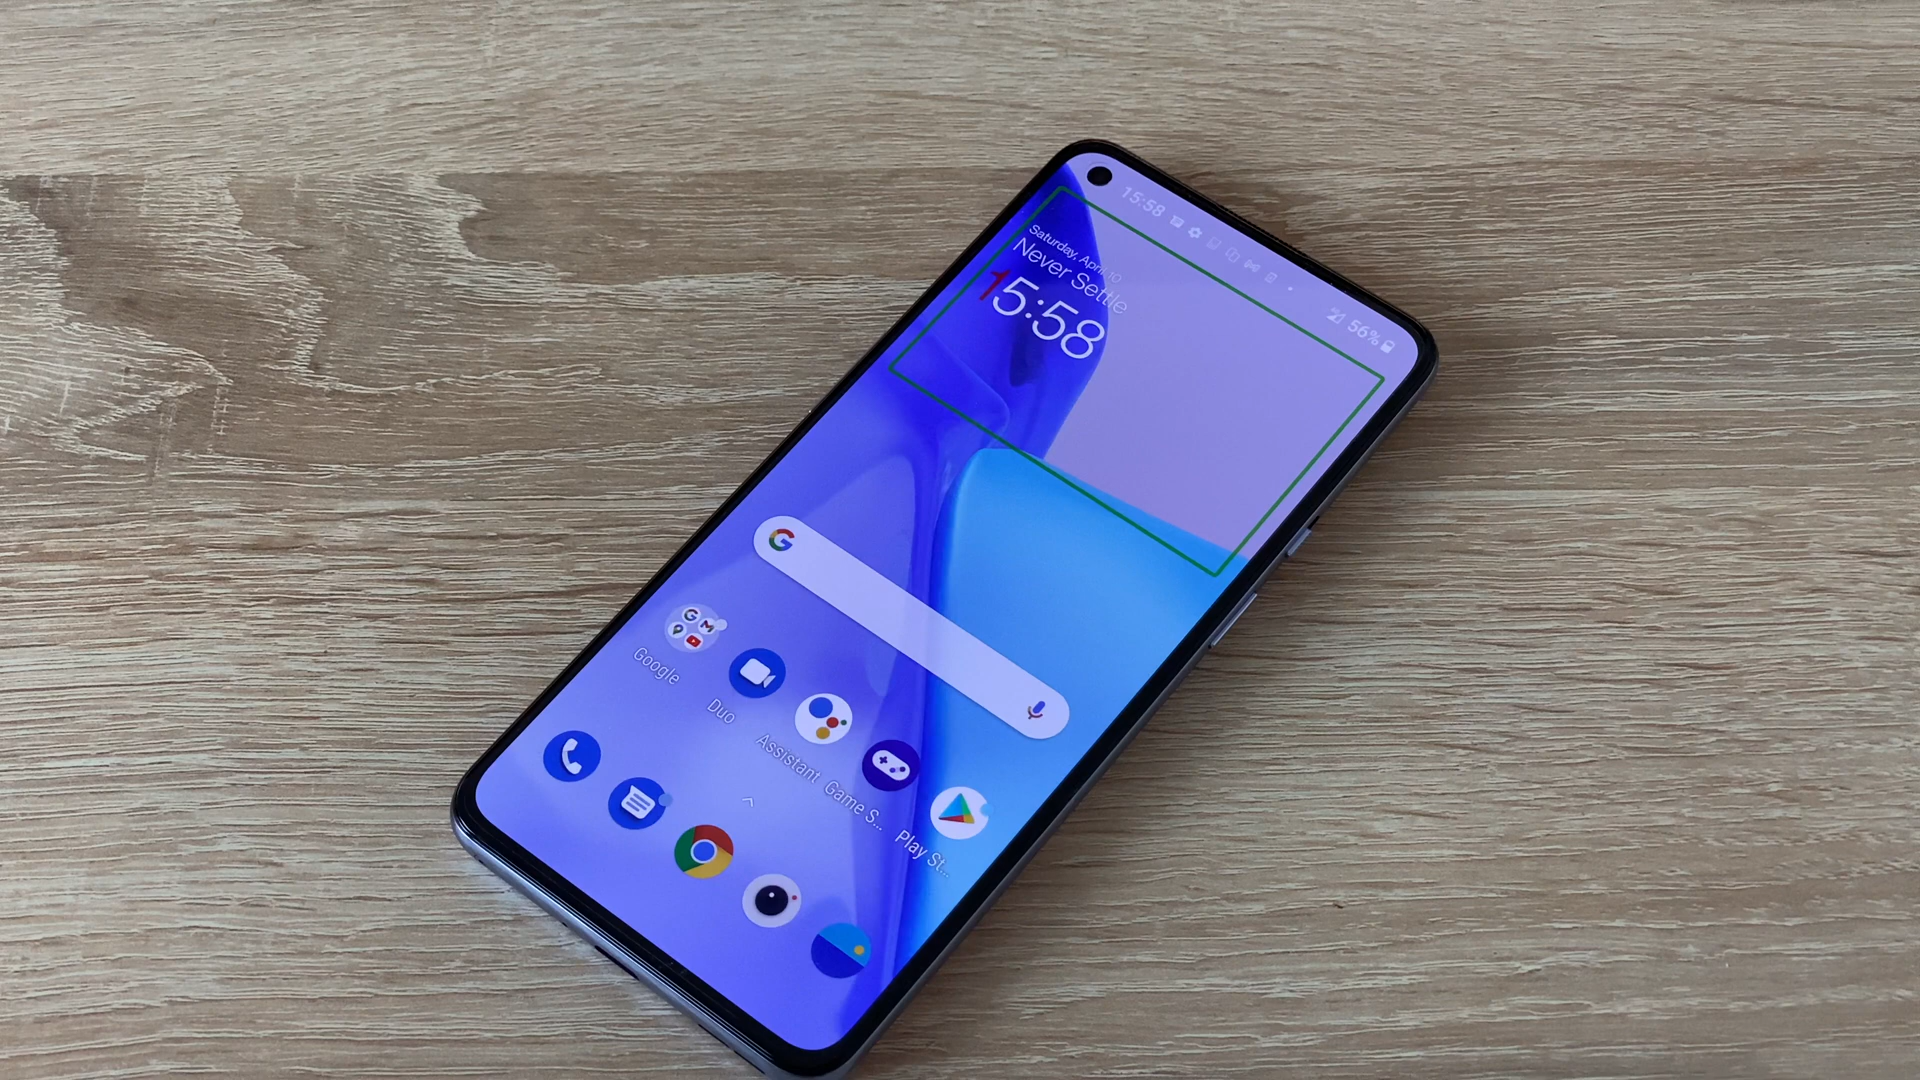 15:58
56%
Saturday, April 10
Never Settle
15:58
Google
Duo
Assistant
Game S...
Play St...